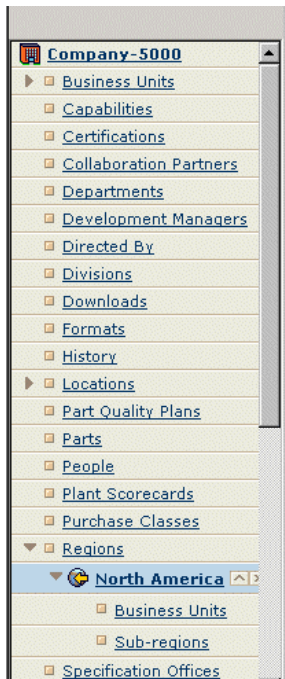 Company-5000
Business Units
Capabilities
Certifications
Collaboration Partners
Departments
Development Managers
Directed By
Divisions
Downloads
Formats
History
Locations
Part Quality Plans
Parts
People
Plant Scorecards
Purchase Classes
Regions
North America
Business Units
Sub-regions
Specification Offices